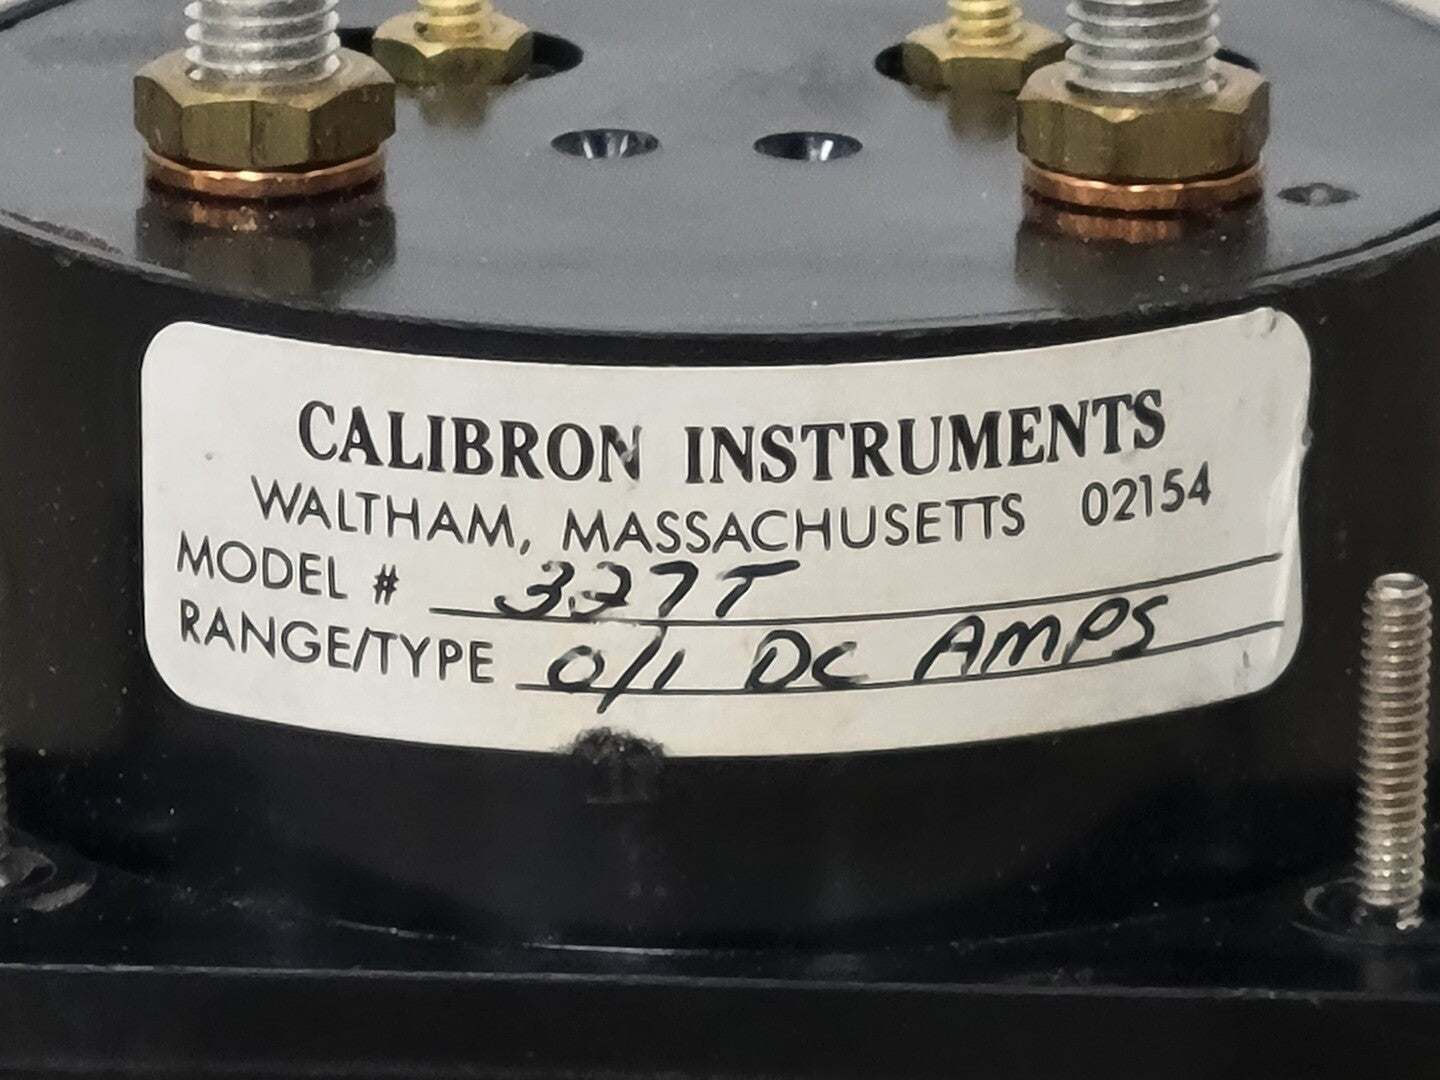 CALIBRON INSTRUMENTS
WALTHAM, MASSACHUSETTS 02154
MODEL # 327T
RANGE/TYPE 0/1 DC AMPS